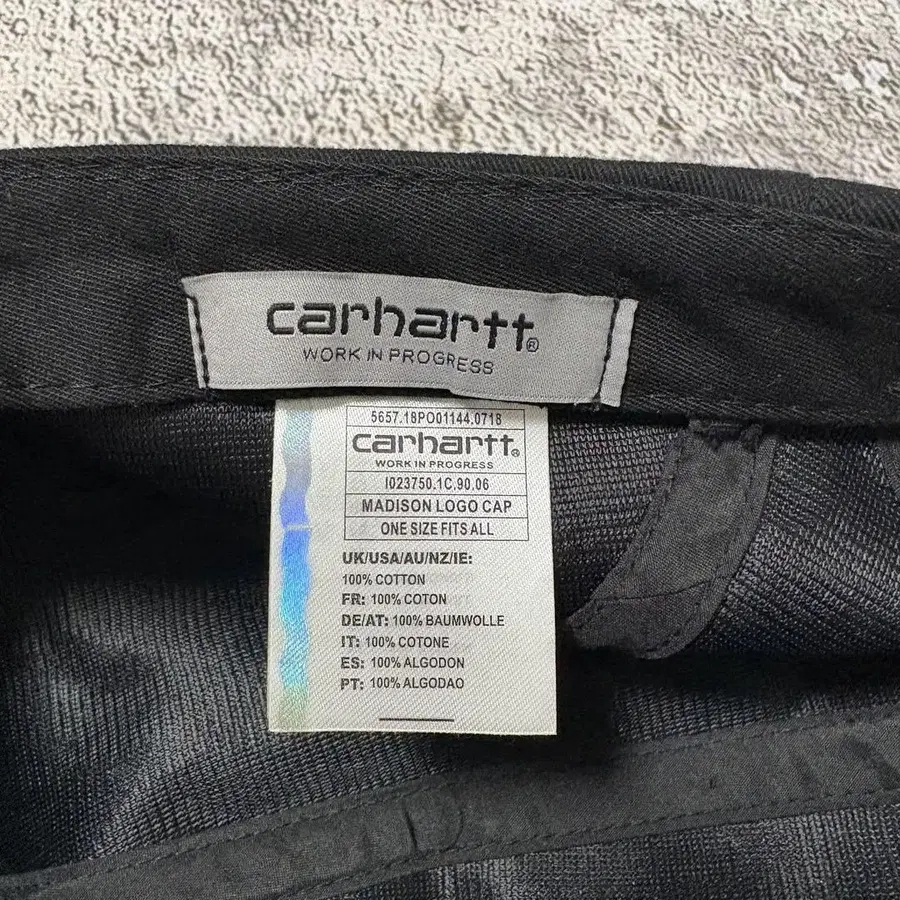 carhartt®
WORK IN PROGRESS
5657.18PO01144.0718
carhartt®
WORK IN PROGRESS
I023750.1C.90.06
MADISON LOGO CAP
ONE SIZE FITS ALL
UK/USA/AU/NZ/IE:
100% COTTON
FR: 100% COTON
DE/AT: 100% BAUMWOLLE
IT: 100% COTONE
ES: 100% ALGODON
PT: 100% ALGODAO